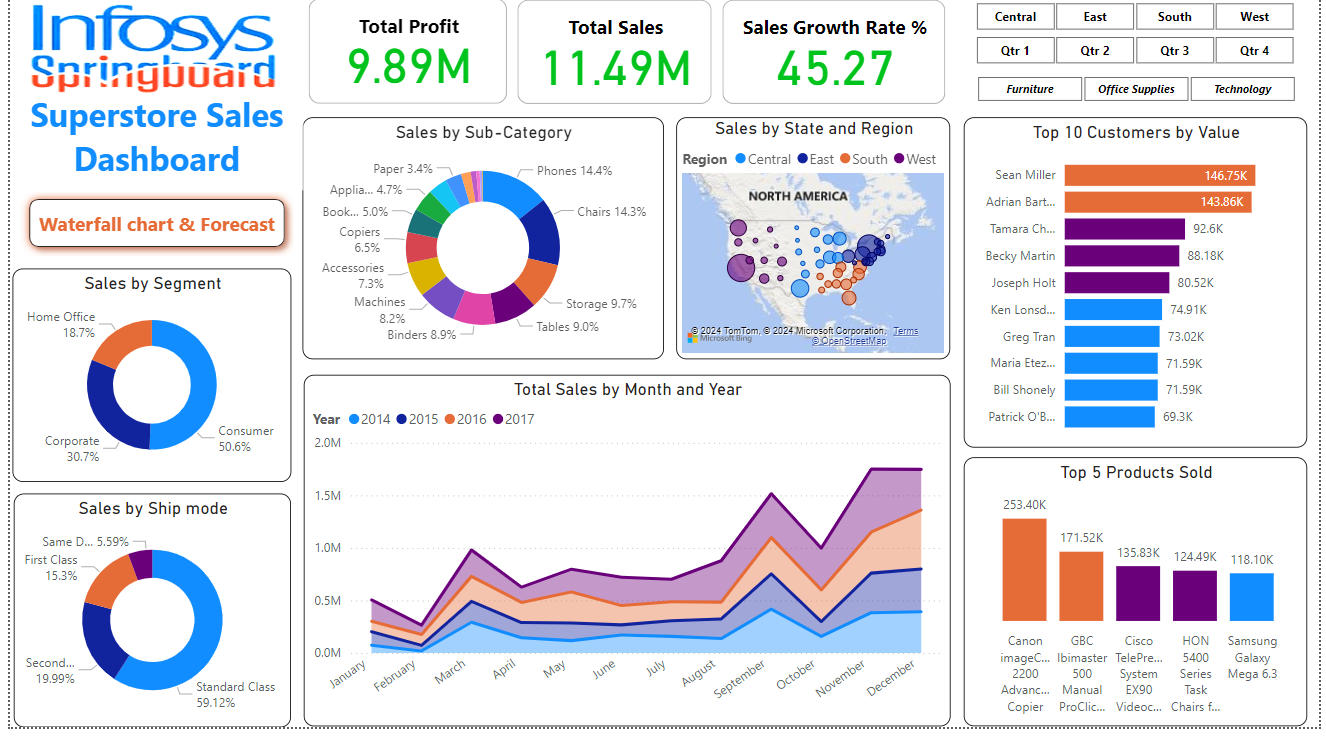 Infosys
Springboard
Superstore Sales
Dashboard
Waterfall chart & Forecast
Total Profit
9.89M
Total Sales
11.49M
Sales Growth Rate %
45.27
Central
East
South
West
Qtr 1
Qtr 2
Qtr 3
Qtr 4
Furniture
Office Supplies
Technology
Sales by Segment
Home Office
18.7%
Corporate
30.7%
Consumer
50.6%
Sales by Ship mode
Same D... 5.59%
First Class
15.3%
Second...
19.99%
Standard Class
59.12%
Sales by Sub-Category
Paper 3.4%
Applia... 4.7%
Book... 5.0%
Copiers
6.5%
Accessories
7.3%
Machines
8.2%
Binders 8.9%
Phones 14.4%
Chairs 14.3%
Storage 9.7%
Tables 9.0%
Sales by State and Region
Region Central East South West
NORTH AMERICA
© 2024 TomTom, © 2024 Microsoft Corporation, Terms
© OpenStreetMap
Microsoft Bing
Total Sales by Month and Year
Year 2014 2015 2016 2017
2.0M
1.5M
1.0M
0.5M
0.0M
January
February
March
April
May
June
July
August
September
October
November
December
Top 10 Customers by Value
Sean Miller 146.75K
Adrian Bart... 143.86K
Tamara Ch... 92.6K
Becky Martin 88.18K
Joseph Holt 80.52K
Ken Lonsd... 74.91K
Greg Tran 73.02K
Maria Etez... 71.59K
Bill Shonely 71.59K
Patrick O'B... 69.3K
Top 5 Products Sold
253.40K
171.52K
135.83K
124.49K
118.10K
Canon
imageC...
2200
Advanc...
Copier
GBC
Ibimaster
500
Manual
ProClic...
Cisco
TelePre...
System
EX90
Videoc...
HON
5400
Series
Task
Chairs f...
Samsung
Galaxy
Mega 6.3